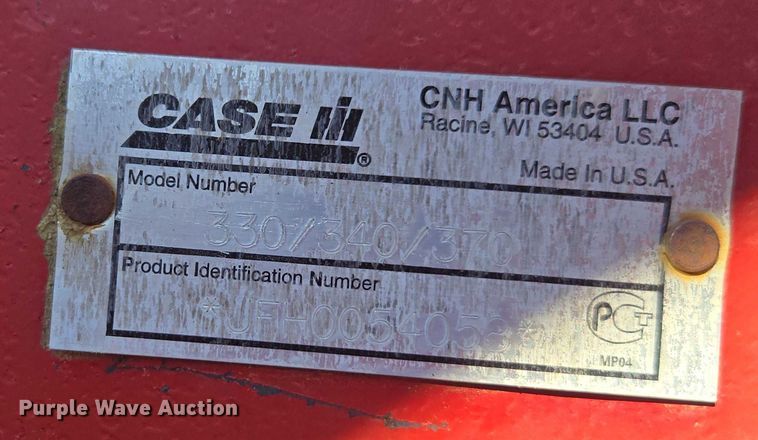 CASE IH
®
CNH America LLC
Racine, WI 53404 U.S.A.
Made In U.S.A.
Model Number
330/340/370
Product Identification Number
PCT
MP04
Purple Wave Auction